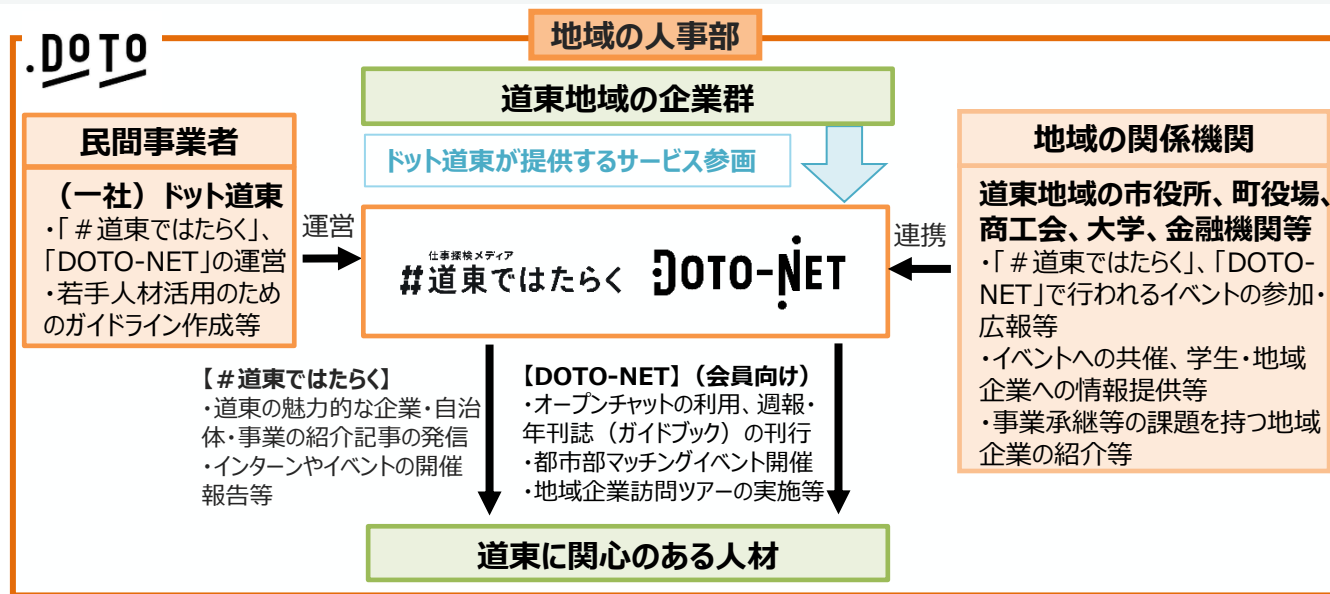 .DOTO
地域の人事部
道東地域の企業群
ドット道東が提供するサービス参画
民間事業者
（一社）ドット道東
・「＃道東ではたらく」、
「DOTO-NET」の運営
・若手人材活用のため
のガイドライン作成等
運営
仕事探検メディア
#道東ではたらく
DOTO-NET
連携
地域の関係機関
道東地域の市役所、町役場、
商工会、大学、金融機関等
・「＃道東ではたらく」、「DOTO-
NET」で行われるイベントの参加・
広報等
・イベントへの共催、学生・地域
企業への情報提供等
・事業承継等の課題を持つ地域
企業の紹介等
【＃道東ではたらく】
・道東の魅力的な企業・自治
体・事業の紹介記事の発信
・インターンやイベントの開催
報告等
【DOTO-NET】（会員向け）
・オープンチャットの利用、週報・
年刊誌（ガイドブック）の刊行
・都市部マッチングイベント開催
・地域企業訪問ツアーの実施等
道東に関心のある人材